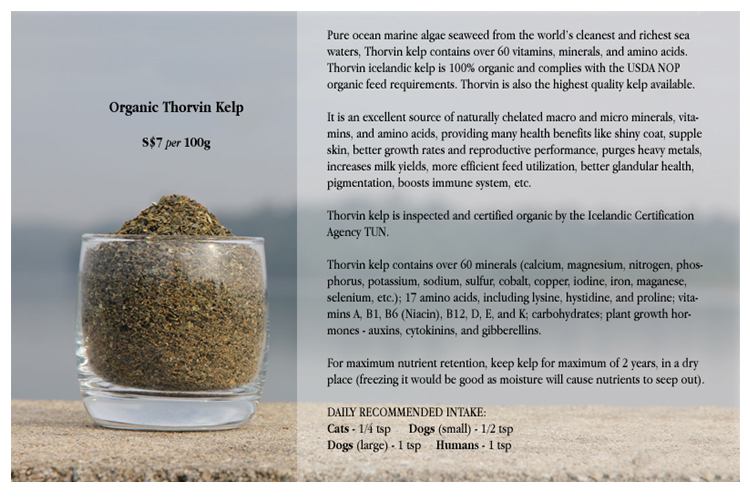 Organic Thorvin Kelp
S$7 per 100g
Pure ocean marine algae seaweed from the world's cleanest and richest sea
waters, Thorvin kelp contains over 60 vitamins, minerals, and amino acids.
Thorvin icelandic kelp is 100% organic and complies with the USDA NOP
organic feed requirements. Thorvin is also the highest quality kelp available.
It is an excellent source of naturally chelated macro and micro minerals, vita-
mins, and amino acids, providing many health benefits like shiny coat, supple
skin, better growth rates and reproductive performance, purges heavy metals,
increases milk yields, more efficient feed utilization, better glandular health,
pigmentation, boosts immune system, etc.
Thorvin kelp is inspected and certified organic by the Icelandic Certification
Agency TUN.
Thorvin kelp contains over 60 minerals (calcium, magnesium, nitrogen, phos-
phorus, potassium, sodium, sulfur, cobalt, copper, iodine, iron, maganese,
selenium, etc.); 17 amino acids, including lysine, hystidine, and proline; vita-
mins A, B1, B6 (Niacin), B12, D, E, and K; carbohydrates; plant growth hor-
mones - auxins, cytokinins, and gibberellins.
For maximum nutrient retention, keep kelp for maximum of 2 years, in a dry
place (freezing it would be good as moisture will cause nutrients to seep out).
DAILY RECOMMENDED INTAKE:
Cats - 1/4 tsp Dogs (small) - 1/2 tsp
Dogs (large) - 1 tsp Humans - 1 tsp